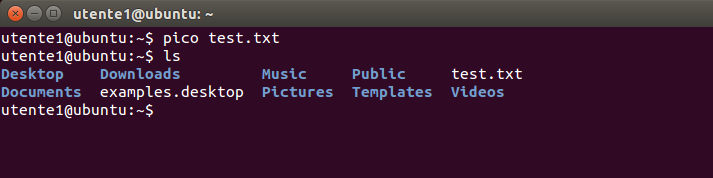 utente1@ubuntu: ~
utente1@ubuntu:~$ pico test.txt
utente1@ubuntu:~$ ls
Desktop    Downloads         Music     Public     test.txt
Documents  examples.desktop  Pictures  Templates  Videos
utente1@ubuntu:~$